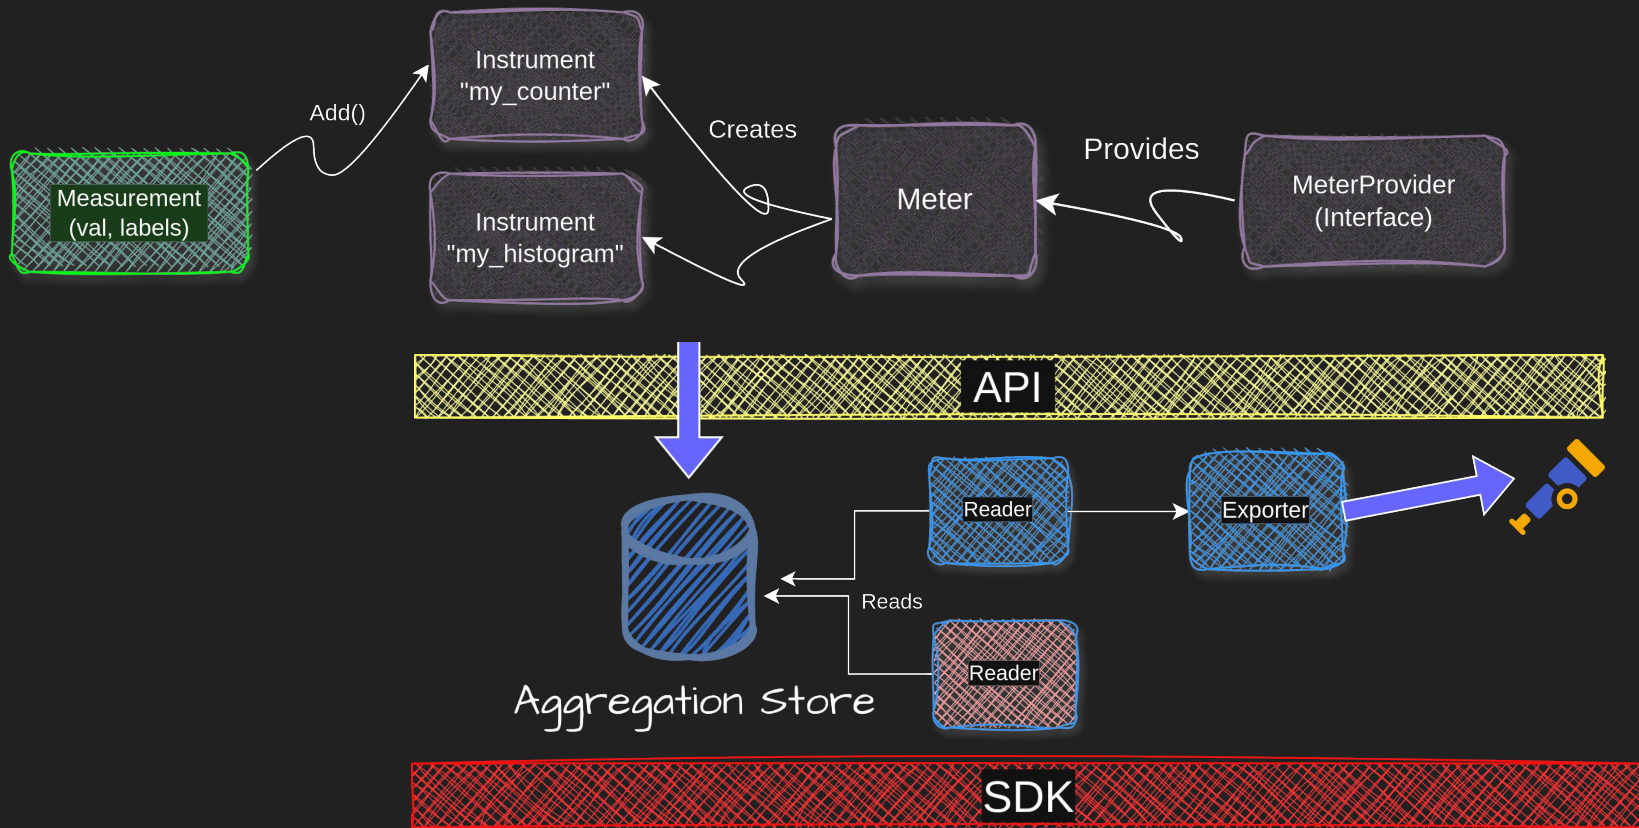 Instrument
"my_counter"
Add()
Creates
Provides
Measurement
(val, labels)
Instrument
"my_histogram"
Meter
MeterProvider
(Interface)
API
Reader
Exporter
Reads
Reader
Aggregation Store
SDK